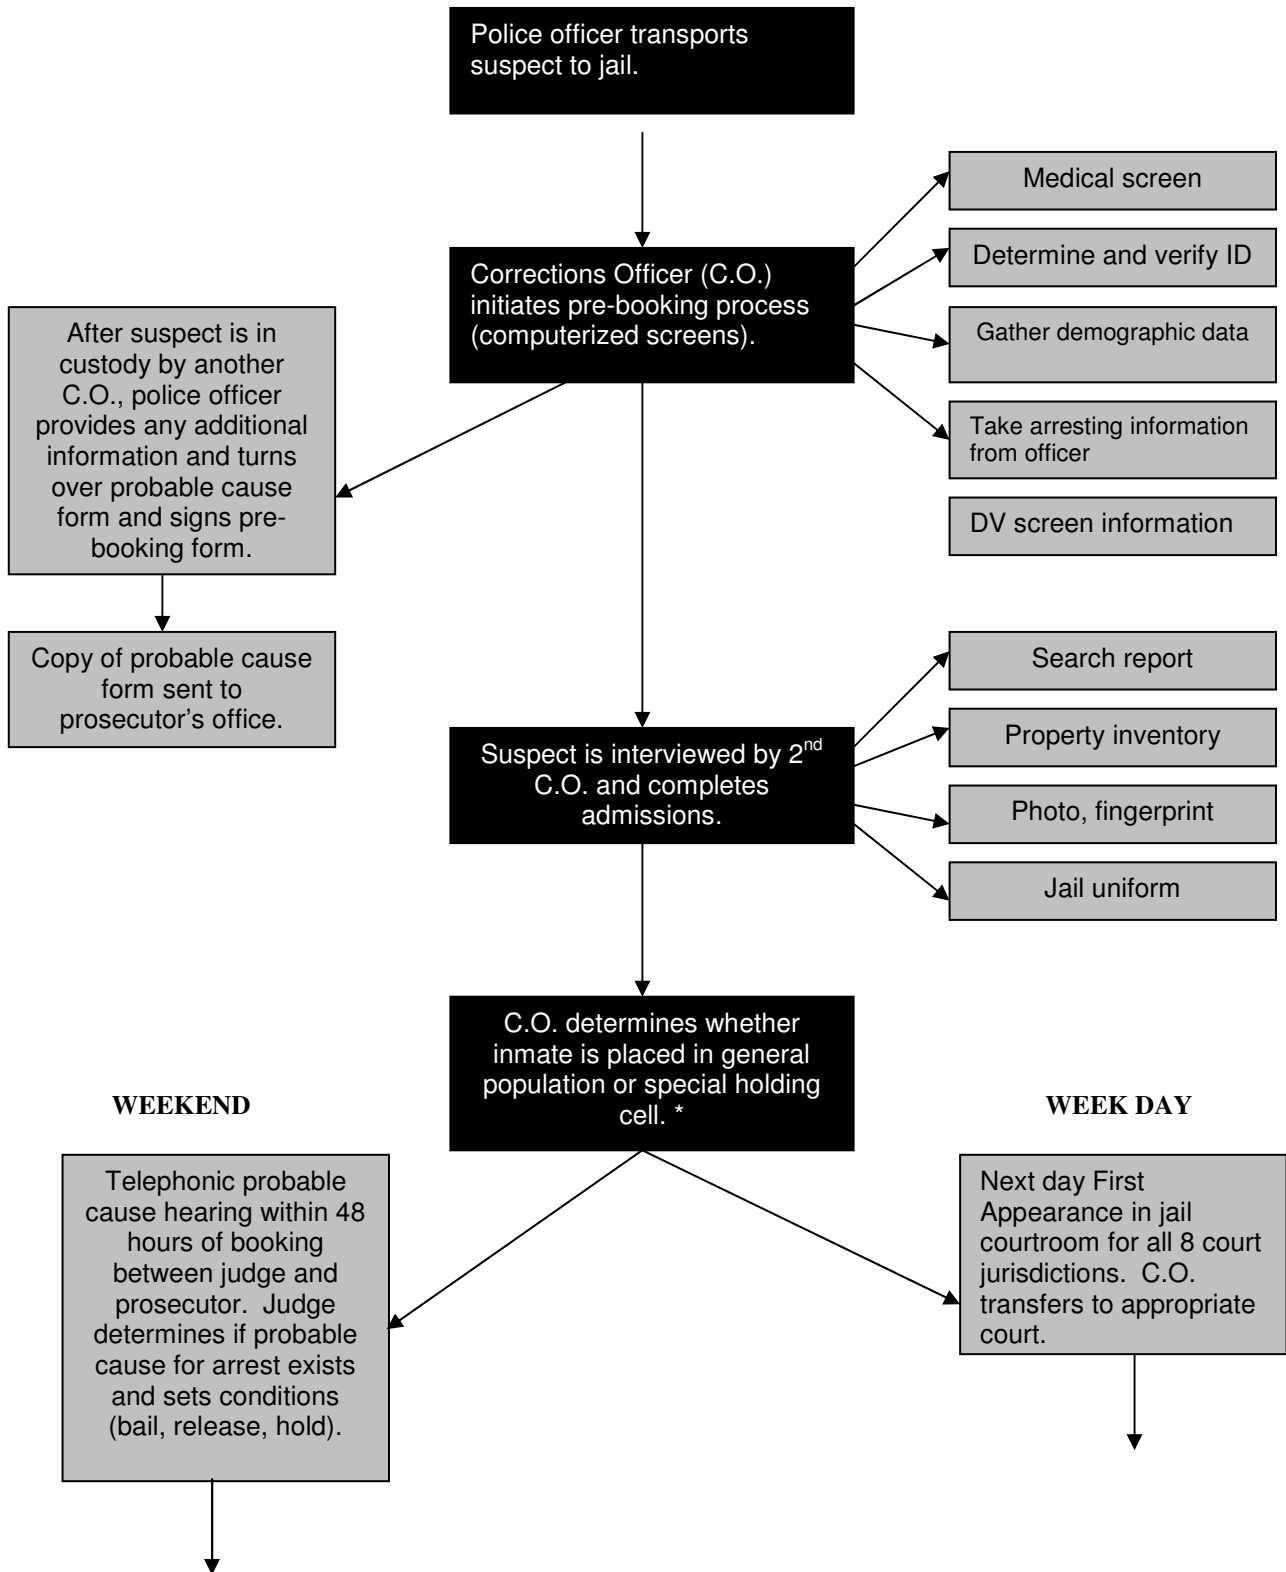 Police officer transports
suspect to jail.
Medical screen
Determine and verify ID
Corrections Officer (C.O.)
initiates pre-booking process
(computerized screens).
Gather demographic data
After suspect is in
custody by another
C.O., police officer
provides any additional
information and turns
over probable cause
form and signs pre-
booking form.
Take arresting information
from officer
DV screen information
Copy of probable cause
form sent to
prosecutor’s office.
Search report
Property inventory
Suspect is interviewed by 2nd
C.O. and completes
admissions.
Photo, fingerprint
Jail uniform
C.O. determines whether
inmate is placed in general
population or special holding
cell. *
WEEKEND
WEEK DAY
Telephonic probable
cause hearing within 48
hours of booking
between judge and
prosecutor.  Judge
determines if probable
cause for arrest exists
and sets conditions
(bail, release, hold).
Next day First
Appearance in jail
courtroom for all 8 court
jurisdictions.  C.O.
transfers to appropriate
court.